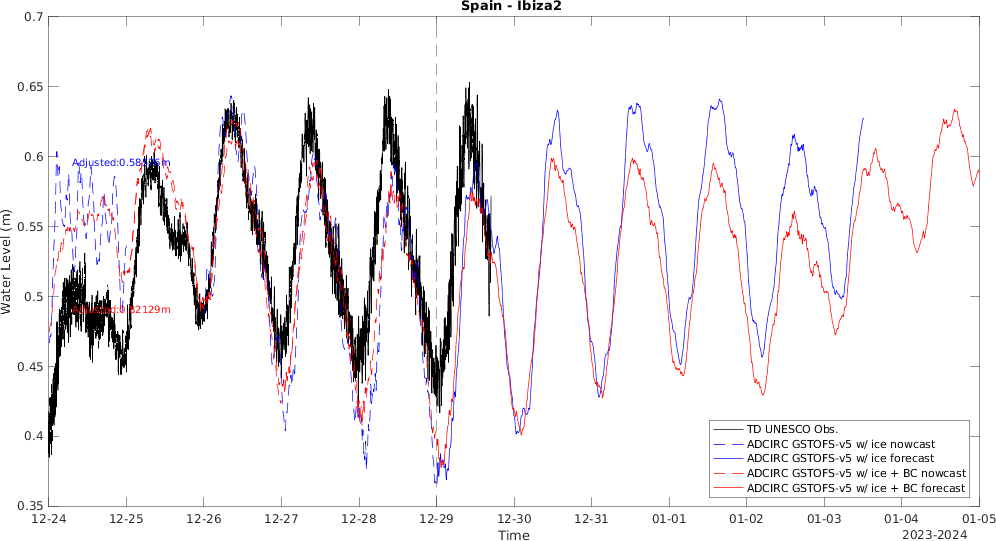 Spain - Ibiza2
0.7
0.65
0.6
0.55
0.5
0.45
0.4
0.35
Water Level (m)
12-24
12-25
12-26
12-27
12-28
12-29
12-30
12-31
01-01
01-02
01-03
01-04
01-05
Time
2023-2024
TD UNESCO Obs.
ADCIRC GSTOFS-v5 w/ ice nowcast
ADCIRC GSTOFS-v5 w/ ice forecast
ADCIRC GSTOFS-v5 w/ ice + BC nowcast
ADCIRC GSTOFS-v5 w/ ice + BC forecast